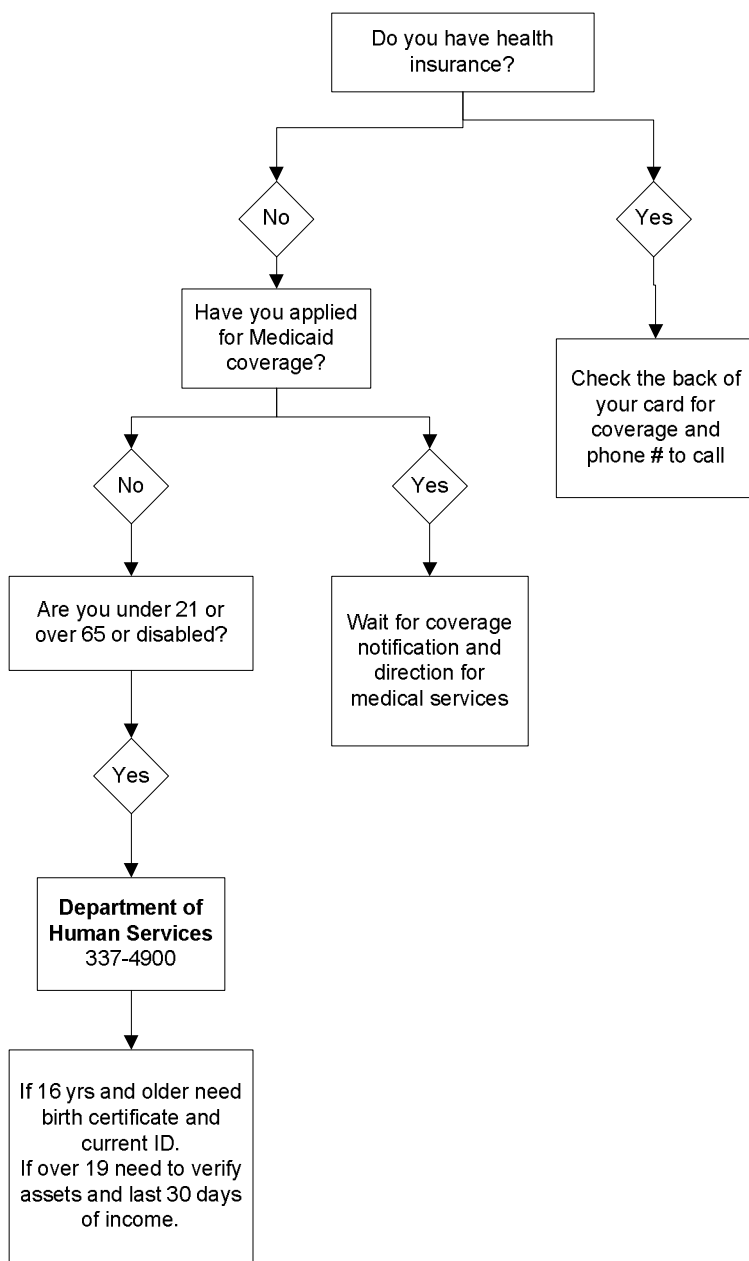 Do you have health
insurance?
No
Yes
Have you applied
for Medicaid
coverage?
Check the back of
your card for
coverage and
phone # to call
No
Yes
Are you under 21 or
over 65 or disabled?
Wait for coverage
notification and
direction for
medical services
Yes
Department of
Human Services
337-4900
If 16 yrs and older need
birth certificate and
current ID.
If over 19 need to verify
assets and last 30 days
of income.